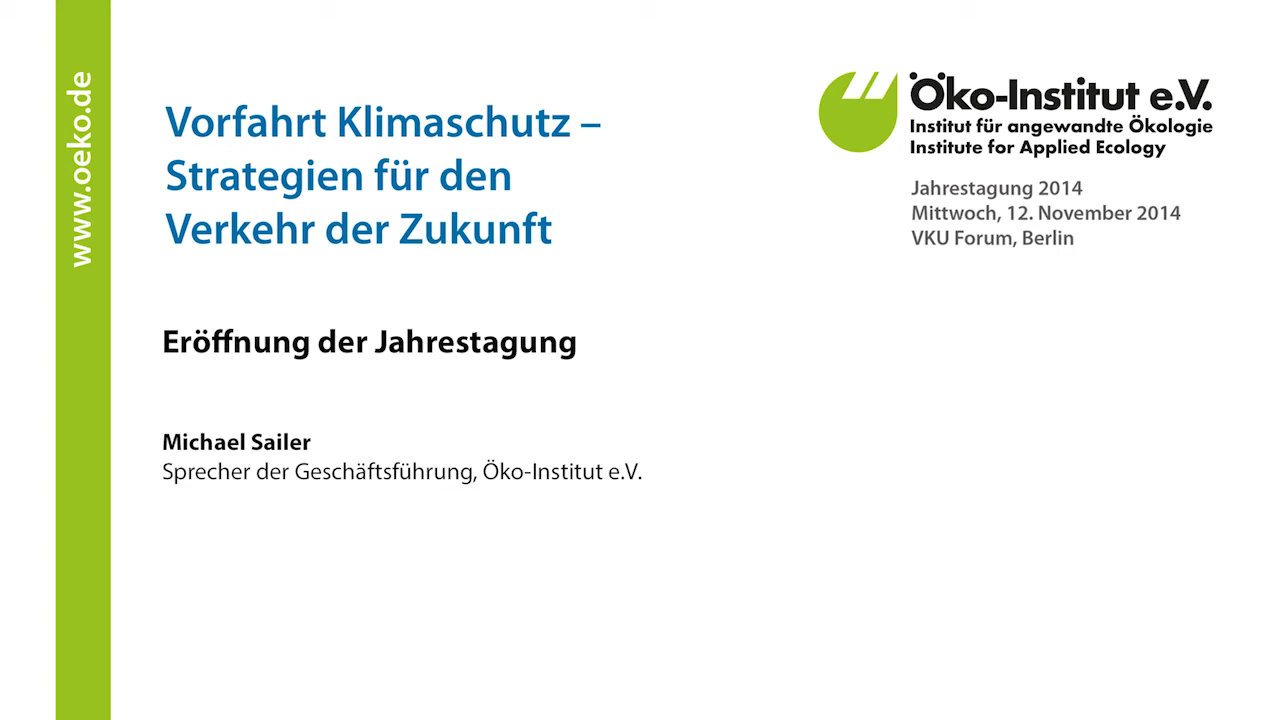 www.oeko.de
Vorfahrt Klimaschutz –
Strategien für den
Verkehr der Zukunft
Öko-Institut e.V.
Institut für angewandte Ökologie
Institute for Applied Ecology
Jahrestagung 2014
Mittwoch, 12. November 2014
VKU Forum, Berlin
Eröffnung der Jahrestagung
Michael Sailer
Sprecher der Geschäftsführung, Öko-Institut e.V.